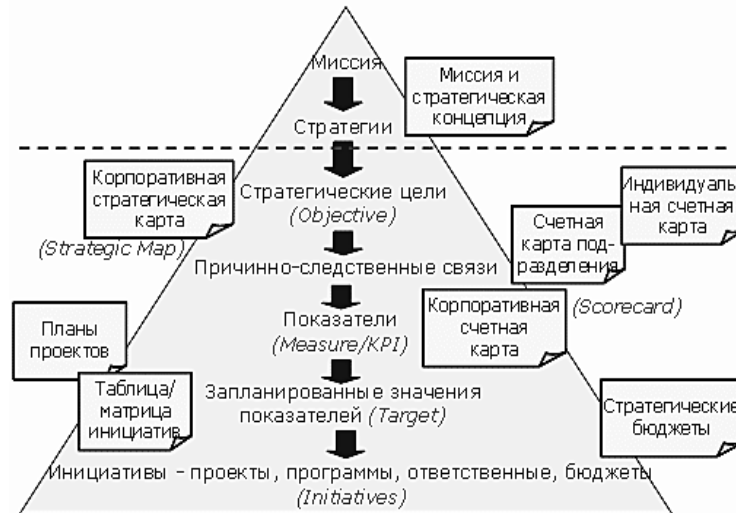 Миссия
Миссия и
стратегическая
концепция
Стратегии
Корпоративная
стратегическая
карта
(Strategic Map)
Стратегические цели
(Objective)
Индивидуаль-
ная счетная
карта
Счетная
карта под-
разделения
Причинно-следственные связи
(Scorecard)
Корпоративная
счетная
карта
Планы
проектов
Показатели
(Measure/KPI)
Таблица/
матрица
инициатив
Запланированные значения
показателей (Target)
Стратегические
бюджеты
Инициативы – проекты, программы, ответственные, бюджеты
(Initiatives)